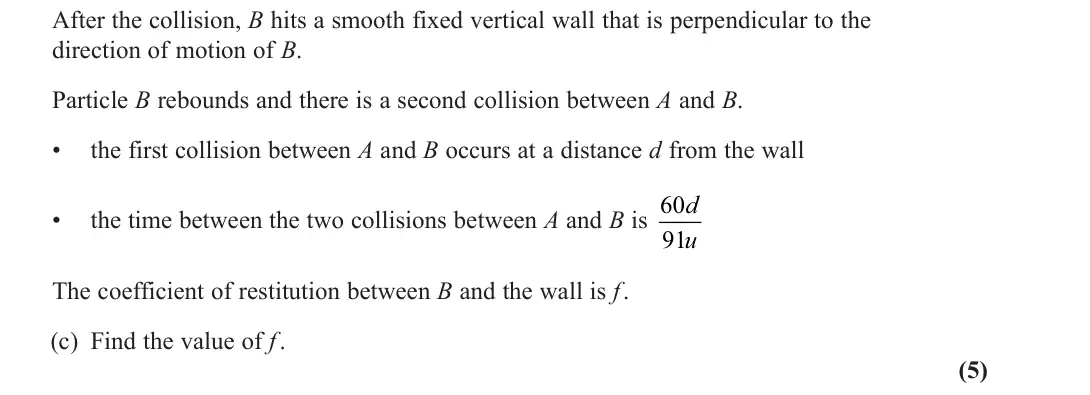 After the collision, B hits a smooth fixed vertical wall that is perpendicular to the
direction of motion of B.
Particle B rebounds and there is a second collision between A and B.
• the first collision between A and B occurs at a distance d from the wall
• the time between the two collisions between A and B is 60d/91u
The coefficient of restitution between B and the wall is f.
(c) Find the value of f.
(5)